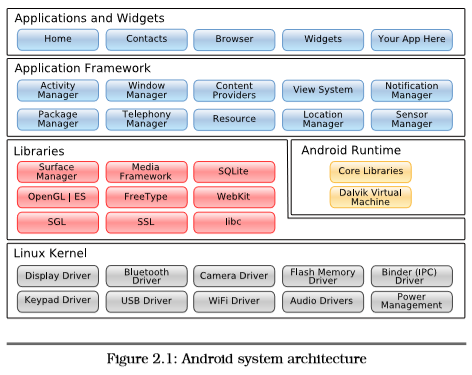 Applications and Widgets
Home
Contacts
Browser
Widgets
Your App Here
Application Framework
Activity
Manager
Window
Manager
Content
Providers
View System
Notification
Manager
Package
Manager
Telephony
Manager
Resource
Location
Manager
Sensor
Manager
Libraries
Surface
Manager
Media
Framework
SQLite
OpenGL | ES
FreeType
WebKit
SGL
SSL
libc
Android Runtime
Core Libraries
Dalvik Virtual
Machine
Linux Kernel
Display Driver
Bluetooth
Driver
Camera Driver
Flash Memory
Driver
Binder (IPC)
Driver
Keypad Driver
USB Driver
WiFi Driver
Audio Drivers
Power
Management
Figure 2.1: Android system architecture